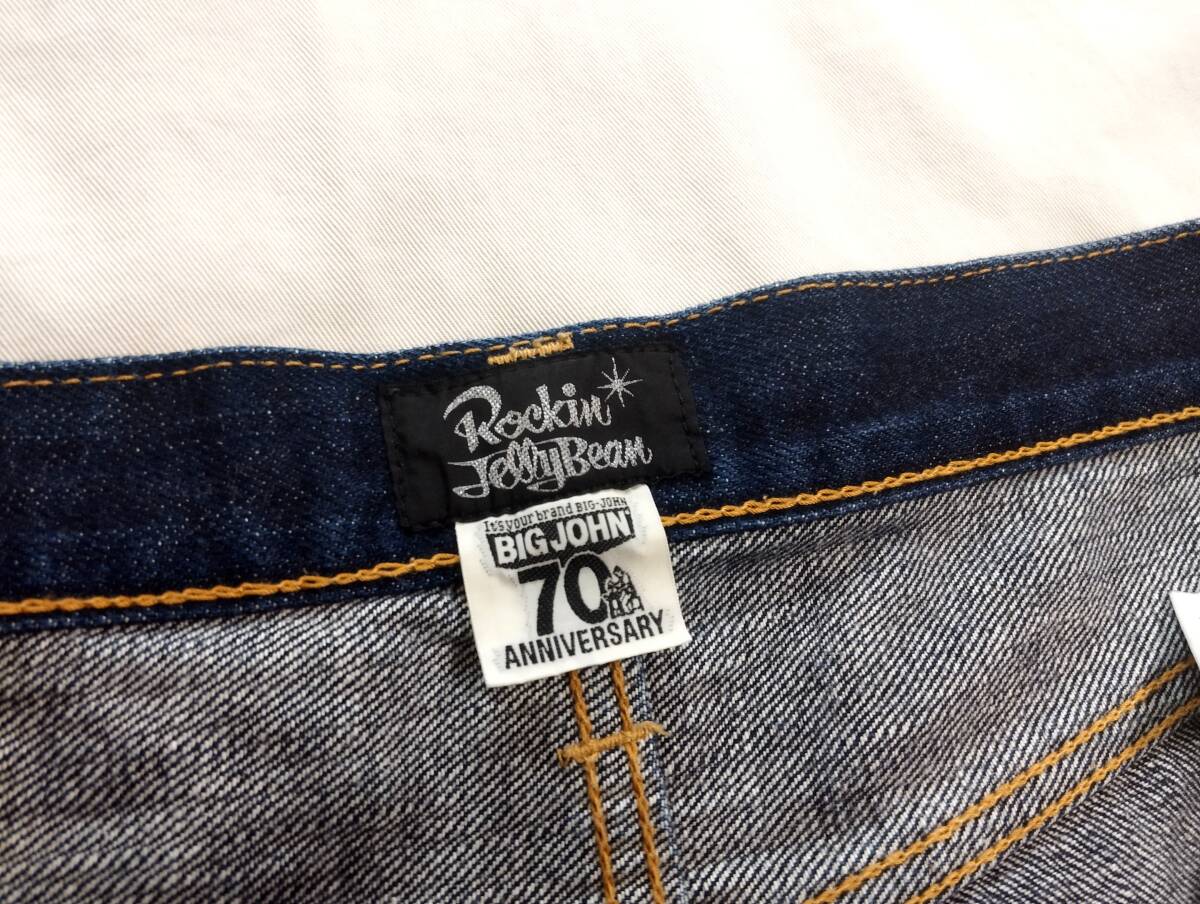 Rockin
JellyBean
It's your brand BIG-JOHN
BIG JOHN
70
ANNIVERSARY